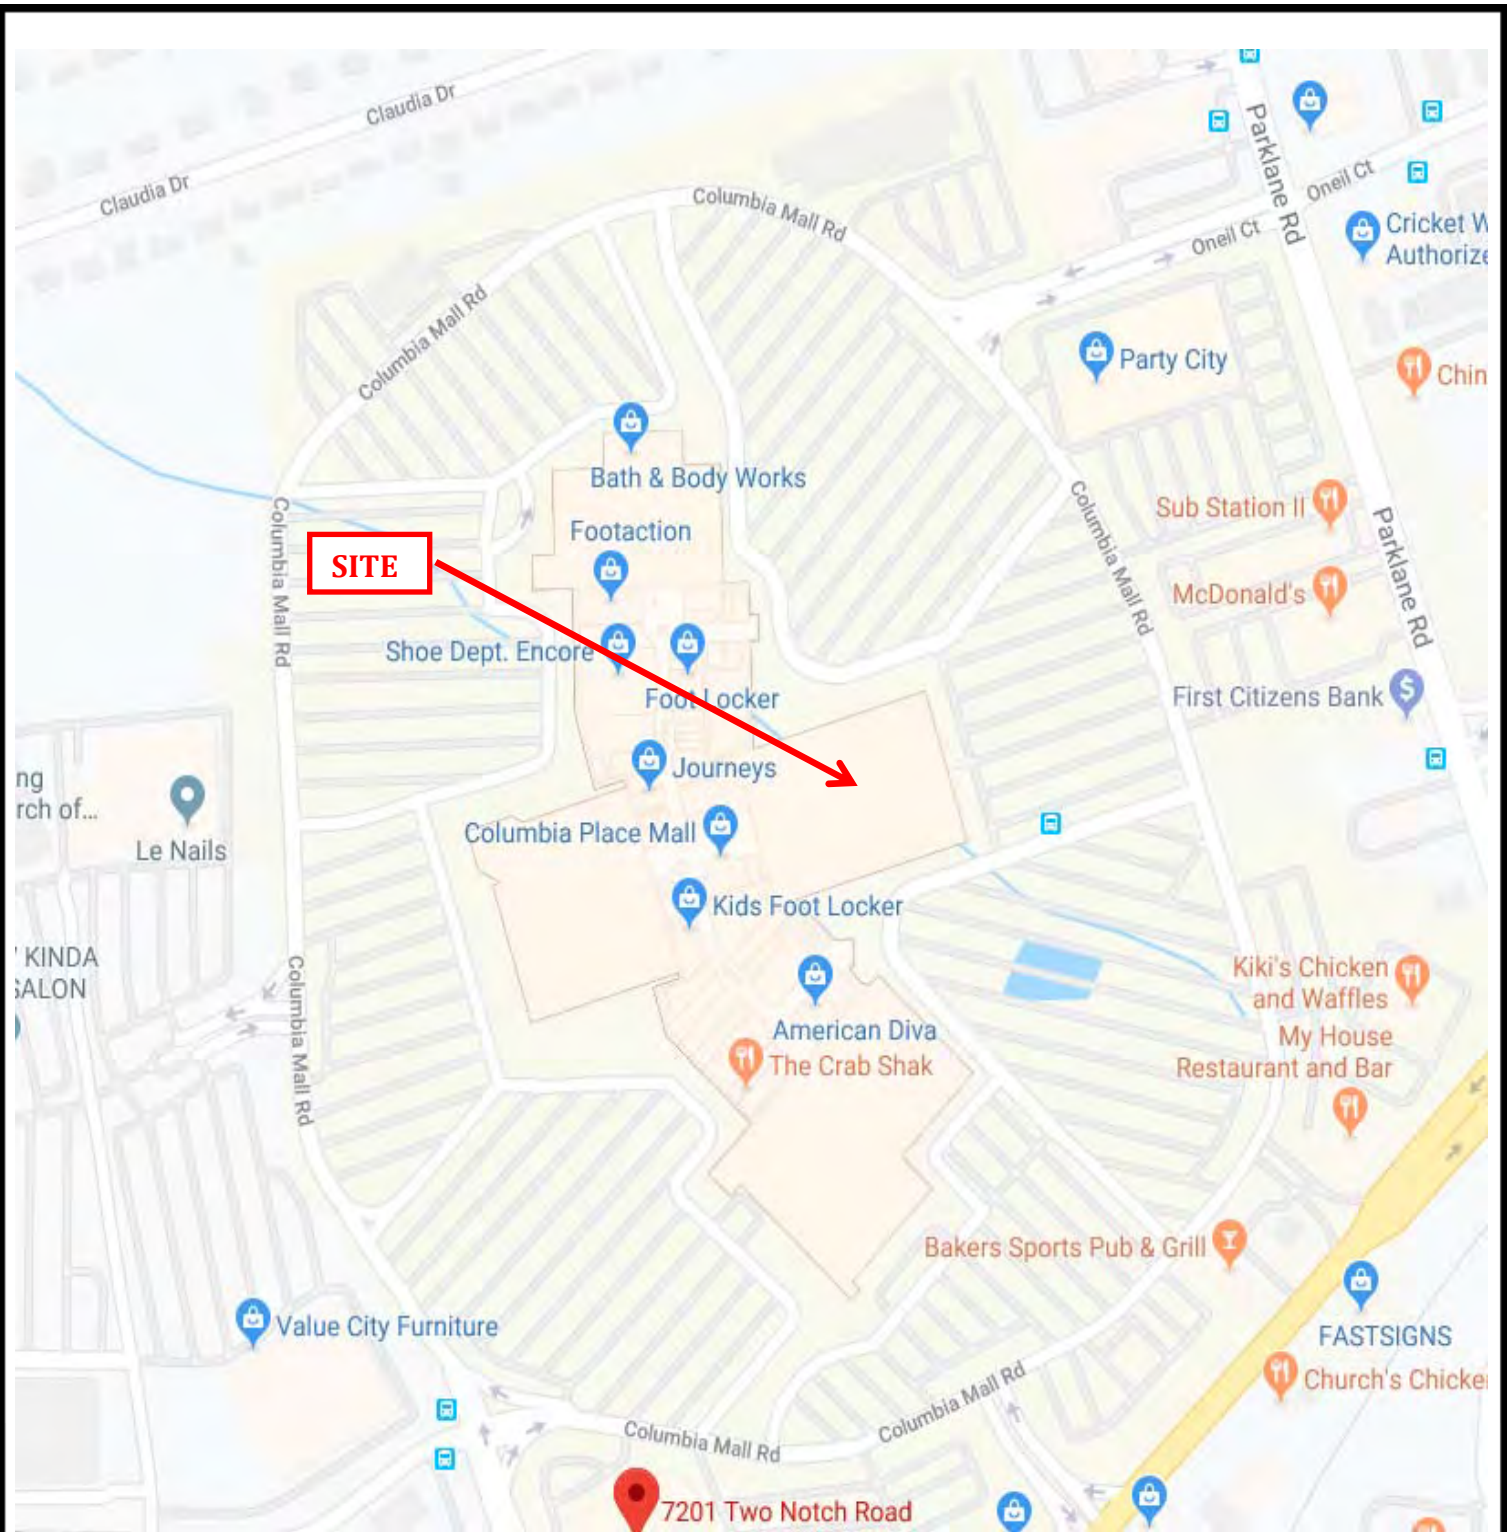 Claudia Dr
Claudia Dr
Columbia Mall Rd
Parklane Rd
Oneil Ct
Oneil Ct
Cricket W
Authorize
Columbia Mall Rd
Party City
Chin
Bath & Body Works
Columbia Mall Rd
Sub Station II
Parklane Rd
Columbia Mall Rd
Footaction
SITE
McDonald's
Shoe Dept. Encore
Foot Locker
First Citizens Bank
Journeys
ng
rch of...
Le Nails
Columbia Place Mall
Kids Foot Locker
' KINDA
SALON
Columbia Mall Rd
Kiki's Chicken
and Waffles
American Diva
The Crab Shak
My House
Restaurant and Bar
Bakers Sports Pub & Grill
Value City Furniture
FASTSIGNS
Church's Chicke
Columbia Mall Rd
Columbia Mall Rd
7201 Two Notch Road